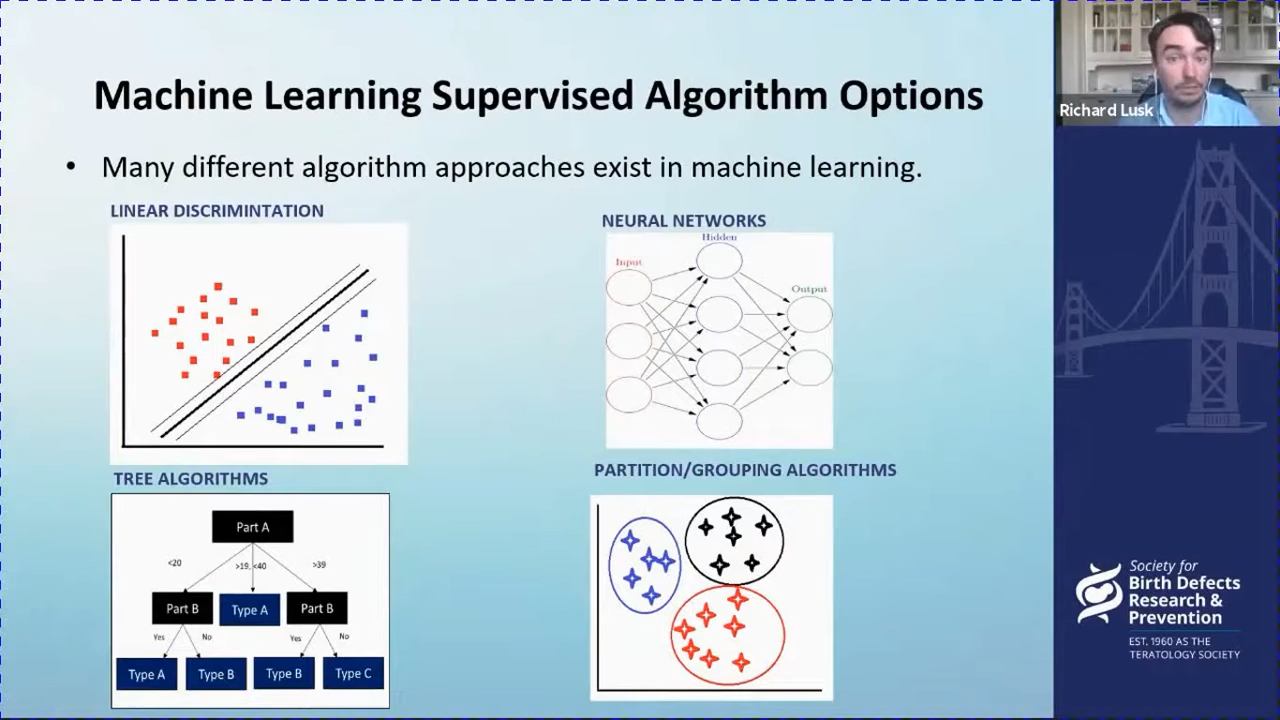 Machine Learning Supervised Algorithm Options
• Many different algorithm approaches exist in machine learning.
LINEAR DISCRIMINTATION
NEURAL NETWORKS
Hidden
Input
Output
TREE ALGORITHMS
Part A
<20
>19, <40
>39
Part B
Type A
Part B
Yes
No
Yes
No
Type A
Type B
Type B
Type C
PARTITION/GROUPING ALGORITHMS
Richard Lusk
Society for
Birth Defects
Research &
Prevention
EST. 1960 AS THE
TERATOLOGY SOCIETY